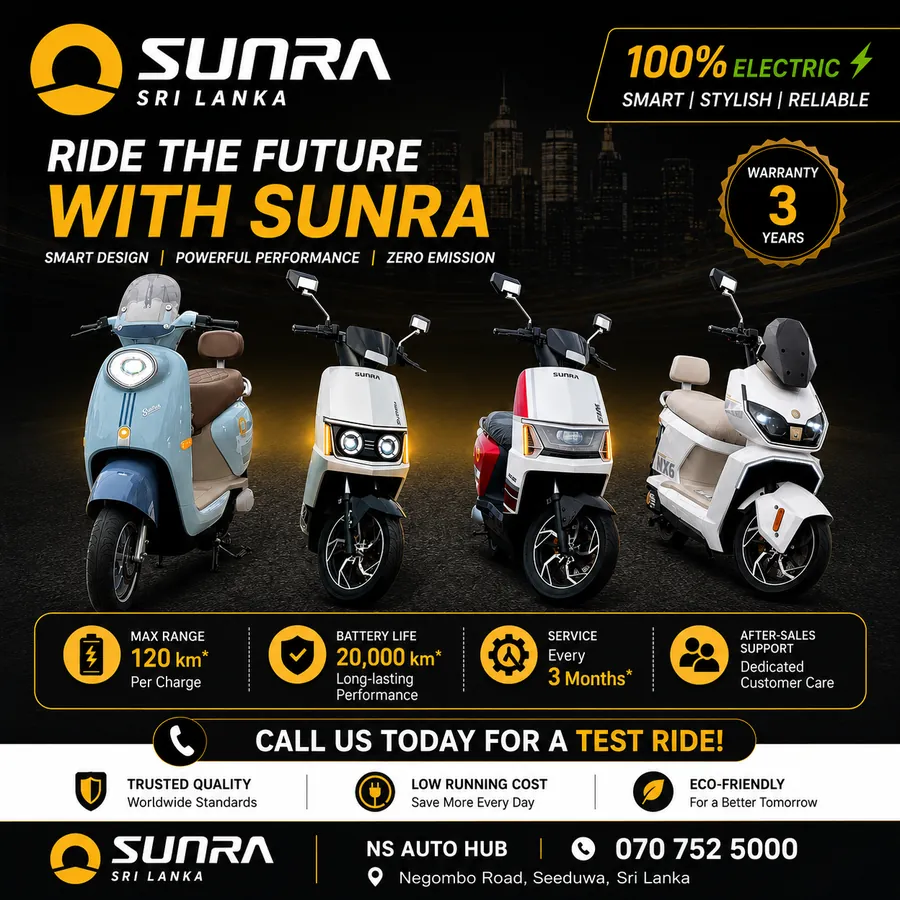 SUNRA
SRI LANKA
100% ELECTRIC
SMART | STYLISH | RELIABLE
RIDE THE FUTURE
WITH SUNRA
SMART DESIGN | POWERFUL PERFORMANCE | ZERO EMISSION
WARRANTY
3
YEARS
SUNRA
SUNRA
MX6
MAX RANGE
120 km*
Per Charge
BATTERY LIFE
20,000 km*
Long-lasting
Performance
SERVICE
Every
3 Months*
AFTER-SALES
SUPPORT
Dedicated
Customer Care
CALL US TODAY FOR A TEST RIDE!
TRUSTED QUALITY
Worldwide Standards
LOW RUNNING COST
Save More Every Day
ECO-FRIENDLY
For a Better Tomorrow
SUNRA
SRI LANKA
NS AUTO HUB | 070 752 5000
Negombo Road, Seeduwa, Sri Lanka